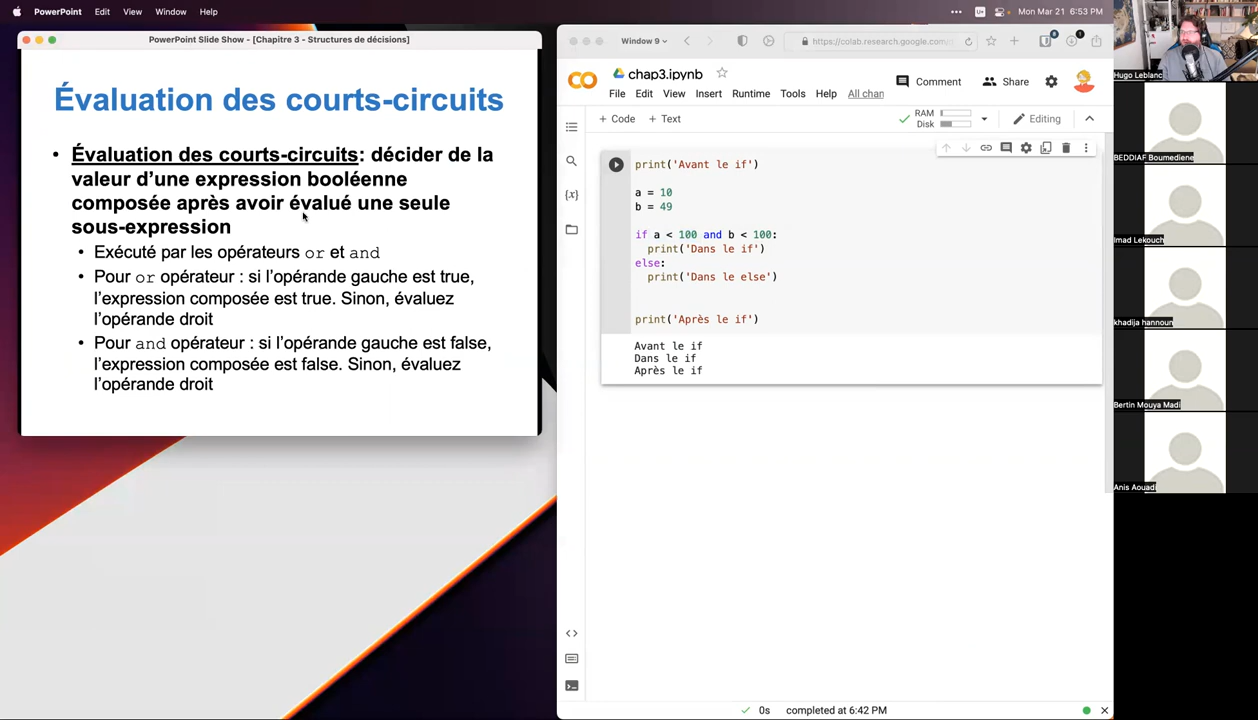 PowerPoint Edit View Window Help
Mon Mar 21 6:53 PM
PowerPoint Slide Show - [Chapitre 3 - Structures de décisions]
Évaluation des courts-circuits
• Évaluation des courts-circuits: décider de la
valeur d’une expression booléenne
composée après avoir évalué une seule
sous-expression
• Exécuté par les opérateurs or et and
• Pour or opérateur : si l’opérande gauche est true,
l’expression composée est true. Sinon, évaluez
l’opérande droit
• Pour and opérateur : si l’opérande gauche est false,
l’expression composée est false. Sinon, évaluez
l’opérande droit
Window 9
https://colab.research.google.com/
chap3.ipynb
Comment Share
File Edit View Insert Runtime Tools Help All chan
+ Code + Text
RAM
Disk
Editing
{x}
print('Avant le if')
a = 10
b = 49
if a < 100 and b < 100:
print('Dans le if')
else:
print('Dans le else')
print('Après le if')
Avant le if
Dans le if
Après le if
0s completed at 6:42 PM
Hugo Leblanc
BEDDIAF Boumediene
Imad Lekouch
khadija hannoun
Bertin Mouya Madi
Anis Aouadi